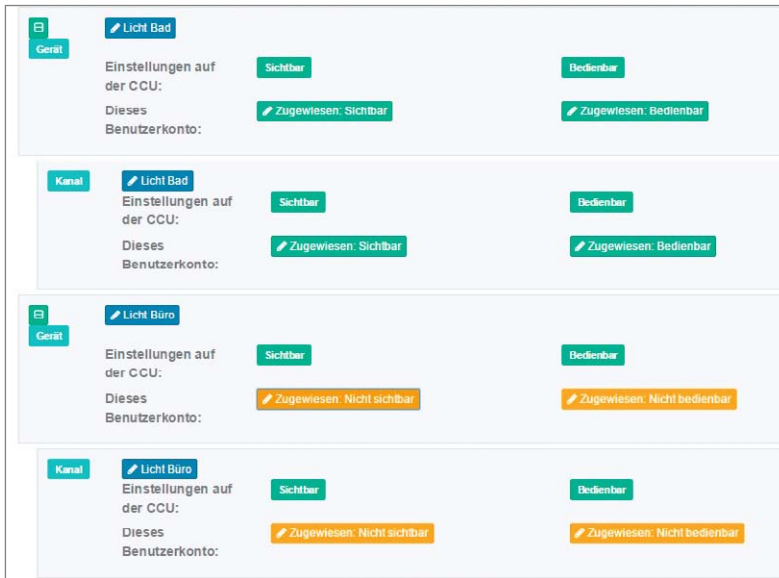 Licht Bad
Gerät
Einstellungen auf Sichtbar Bedienbar
der CCU:
Dieses Zugewiesen: Sichtbar Zugewiesen: Bedienbar
Benutzerkonto:
Kanal Licht Bad
Einstellungen auf Sichtbar Bedienbar
der CCU:
Dieses Zugewiesen: Sichtbar Zugewiesen: Bedienbar
Benutzerkonto:
Licht Büro
Gerät
Einstellungen auf Sichtbar Bedienbar
der CCU:
Dieses Zugewiesen: Nicht sichtbar Zugewiesen: Nicht bedienbar
Benutzerkonto:
Kanal Licht Büro
Einstellungen auf Sichtbar Bedienbar
der CCU:
Dieses Zugewiesen: Nicht sichtbar Zugewiesen: Nicht bedienbar
Benutzerkonto: